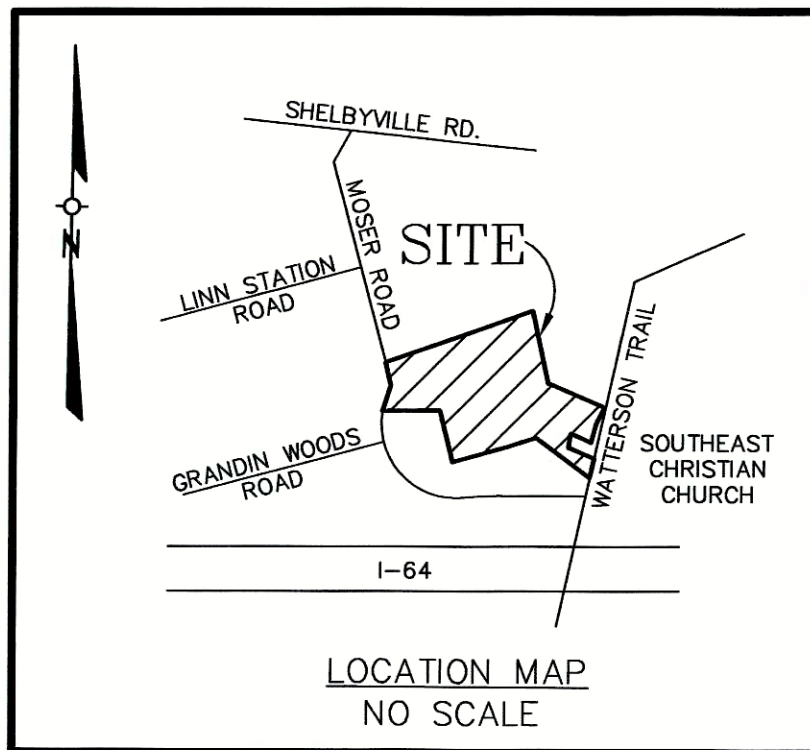 SHELBYVILLE RD.
MOSER ROAD
SITE
N
LINN STATION
ROAD
WATTERSON TRAIL
GRANDIN WOODS
ROAD
SOUTHEAST
CHRISTIAN
CHURCH
I-64
LOCATION MAP
NO SCALE